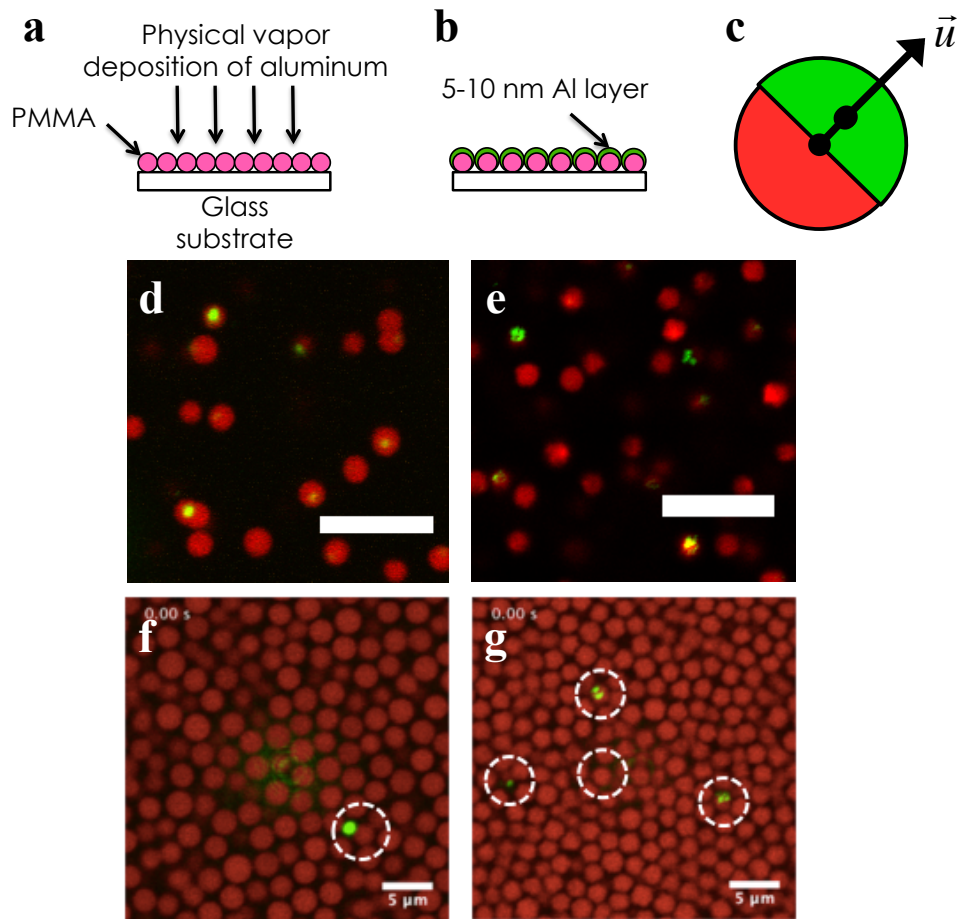 a
Physical vapor
deposition of aluminum
PMMA
Glass
substrate
b
5-10 nm Al layer
c
u
d
e
0.00 s
f
5 µm
0.00 s
g
5 µm